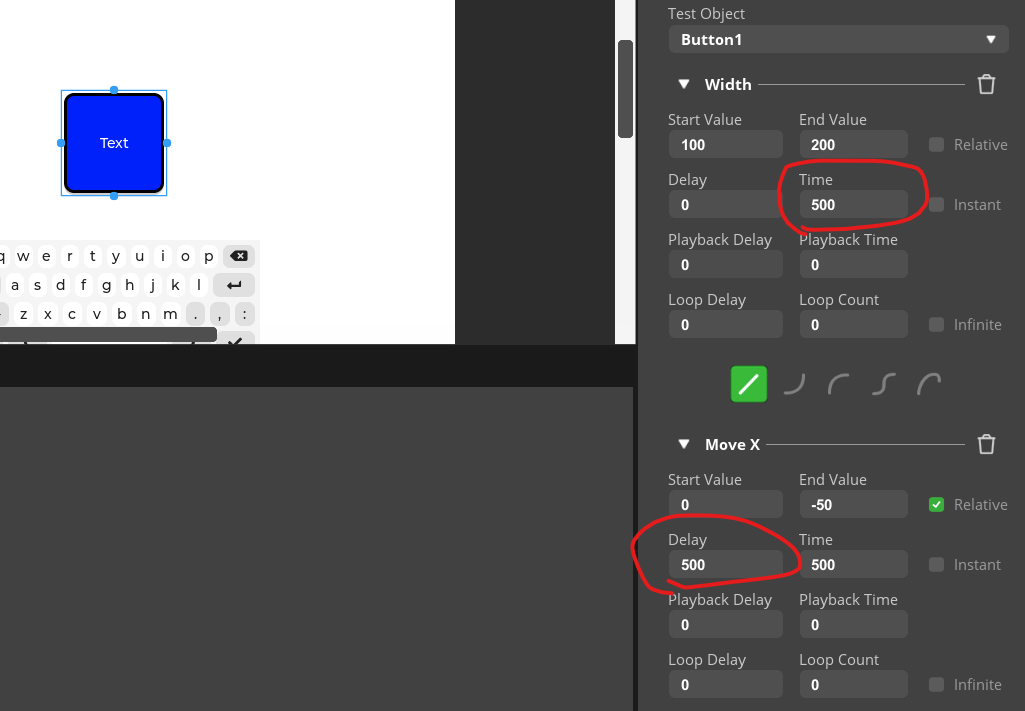 Text
q w e r t y u i o p
a s d f g h j k l
z x c v b n m . , :
Test Object
Button1
Width
Start Value End Value
100 200 Relative
Delay Time
0 500 Instant
Playback Delay Playback Time
0 0
Loop Delay Loop Count
0 0 Infinite
Move X
Start Value End Value
0 -50 Relative
Delay Time
500 500 Instant
Playback Delay Playback Time
0 0
Loop Delay Loop Count
0 0 Infinite